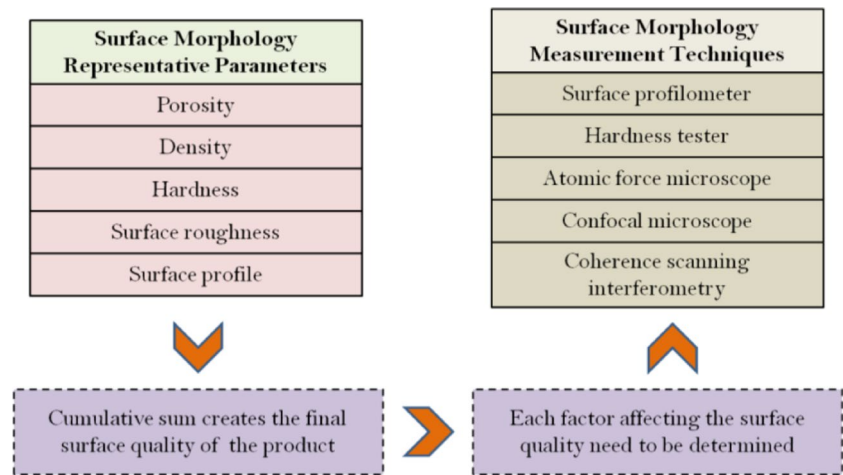 Surface Morphology
Representative Parameters
Porosity
Density
Hardness
Surface roughness
Surface profile
Cumulative sum creates the final
surface quality of the product
Each factor affecting the surface
quality need to be determined
Surface Morphology
Measurement Techniques
Surface profilometer
Hardness tester
Atomic force microscope
Confocal microscope
Coherence scanning
interferometry